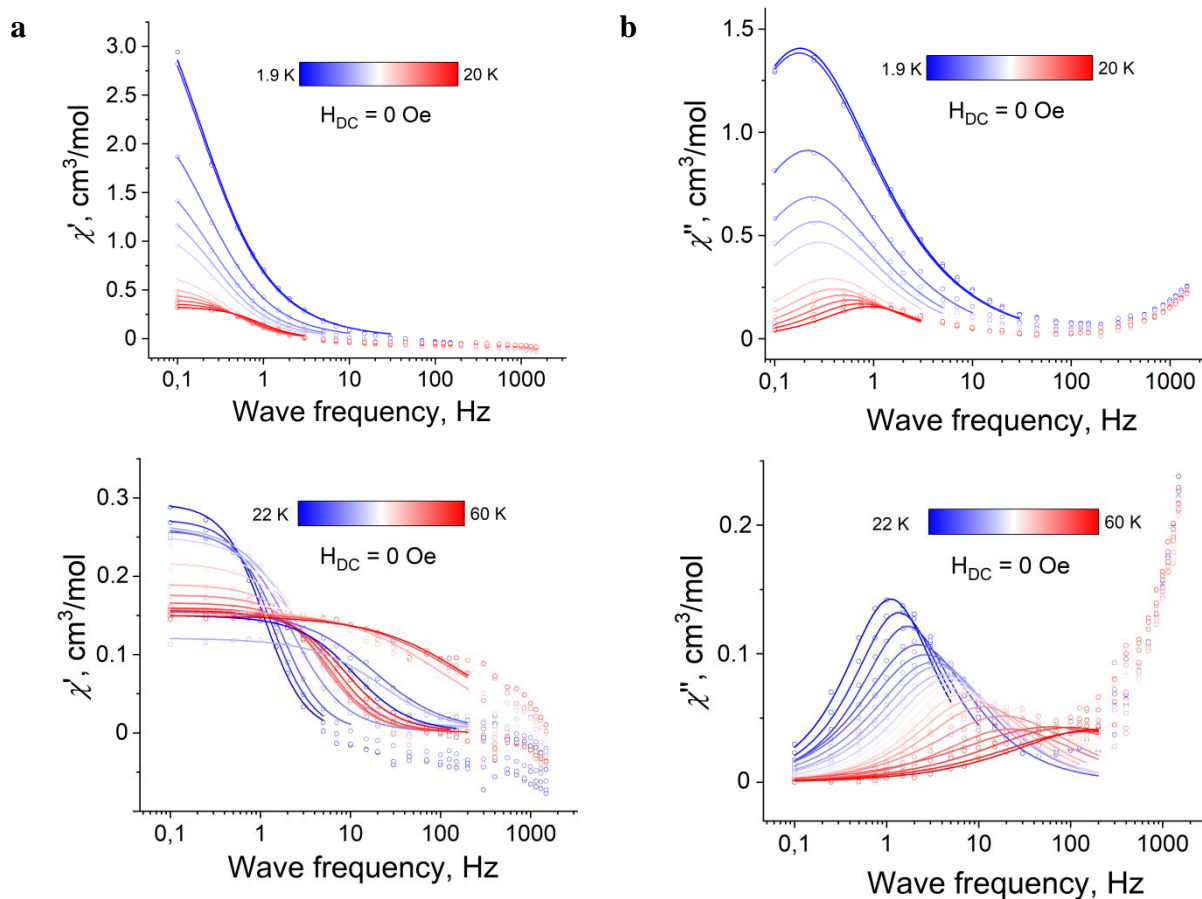 a
3.0
2.5
2.0
1.5
1.0
0.5
0
χ', cm³/mol
1.9 K
20 K
H_DC = 0 Oe
0,1
1
10
100
1000
Wave frequency, Hz
b
1.5
1.0
0.5
0
χ", cm³/mol
1.9 K
20 K
H_DC = 0 Oe
0,1
1
10
100
1000
Wave frequency, Hz
0.3
0.2
0.1
0
χ', cm³/mol
22 K
60 K
H_DC = 0 Oe
0,1
1
10
100
1000
Wave frequency, Hz
0.2
0.1
0
χ", cm³/mol
22 K
60 K
H_DC = 0 Oe
0,1
1
10
100
1000
Wave frequency, Hz